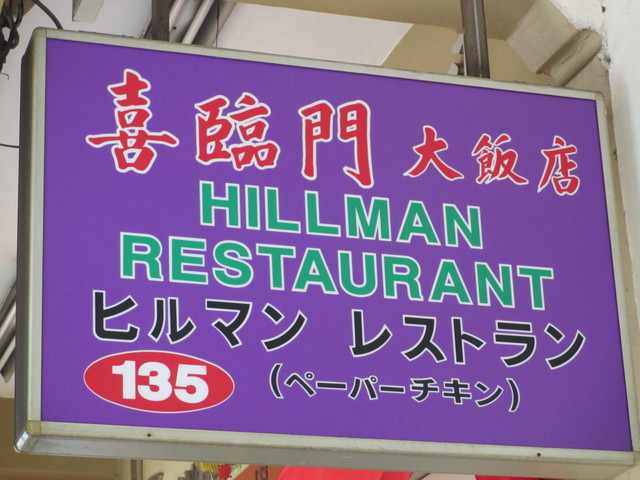 喜臨門 大飯店
HILLMAN
RESTAURANT
ヒルマン レストラン
135 (ペーパーチキン)